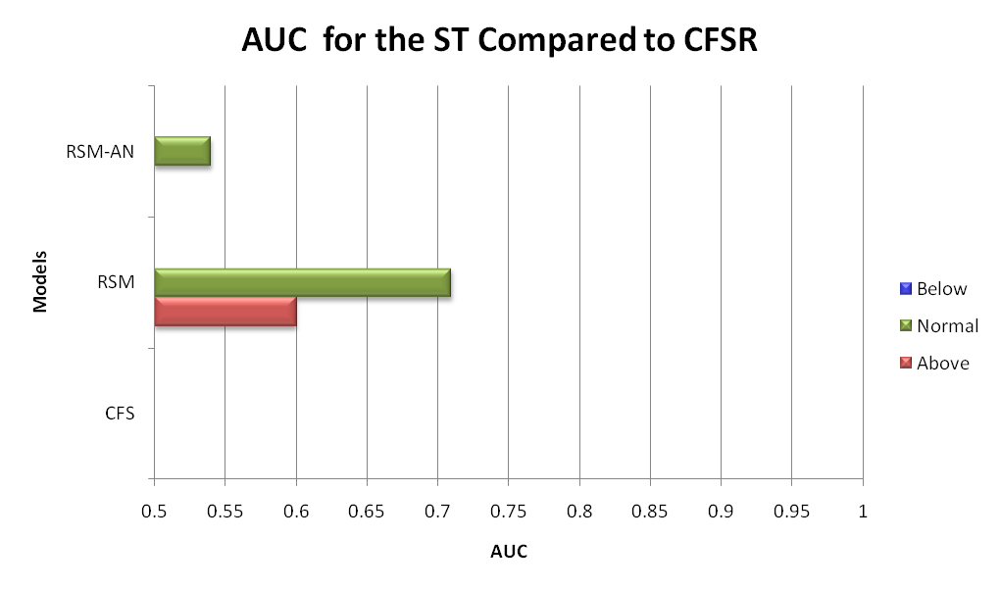 AUC  for the ST Compared to CFSR
RSM-AN
RSM
CFS
Models
0.5 0.55 0.6 0.65 0.7 0.75 0.8 0.85 0.9 0.95 1
AUC
Below
Normal
Above